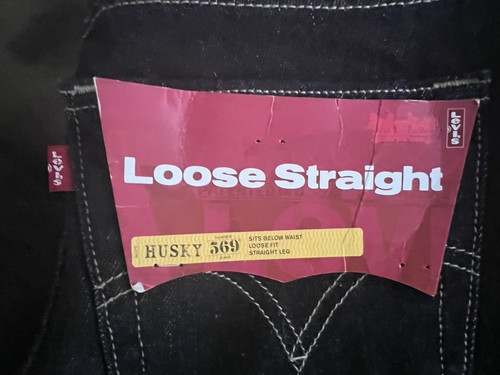 Levi's
Loose Straight
HUSKY 569
SITS BELOW WAIST
LOOSE FIT
STRAIGHT LEG
Levi's